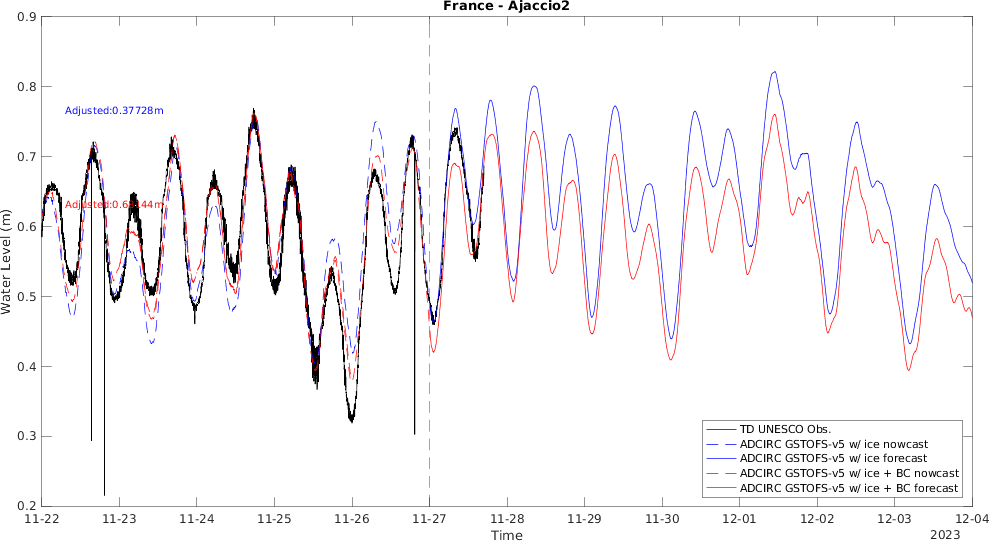 France - Ajaccio2
Water Level (m)
0.9
0.8
0.7
0.6
0.5
0.4
0.3
0.2
Adjusted:0.37728m
TD UNESCO Obs.
ADCIRC GSTOFS-v5 w/ ice nowcast
ADCIRC GSTOFS-v5 w/ ice forecast
ADCIRC GSTOFS-v5 w/ ice + BC nowcast
ADCIRC GSTOFS-v5 w/ ice + BC forecast
11-22 11-23 11-24 11-25 11-26 11-27 11-28 11-29 11-30 12-01 12-02 12-03 12-04
Time
2023